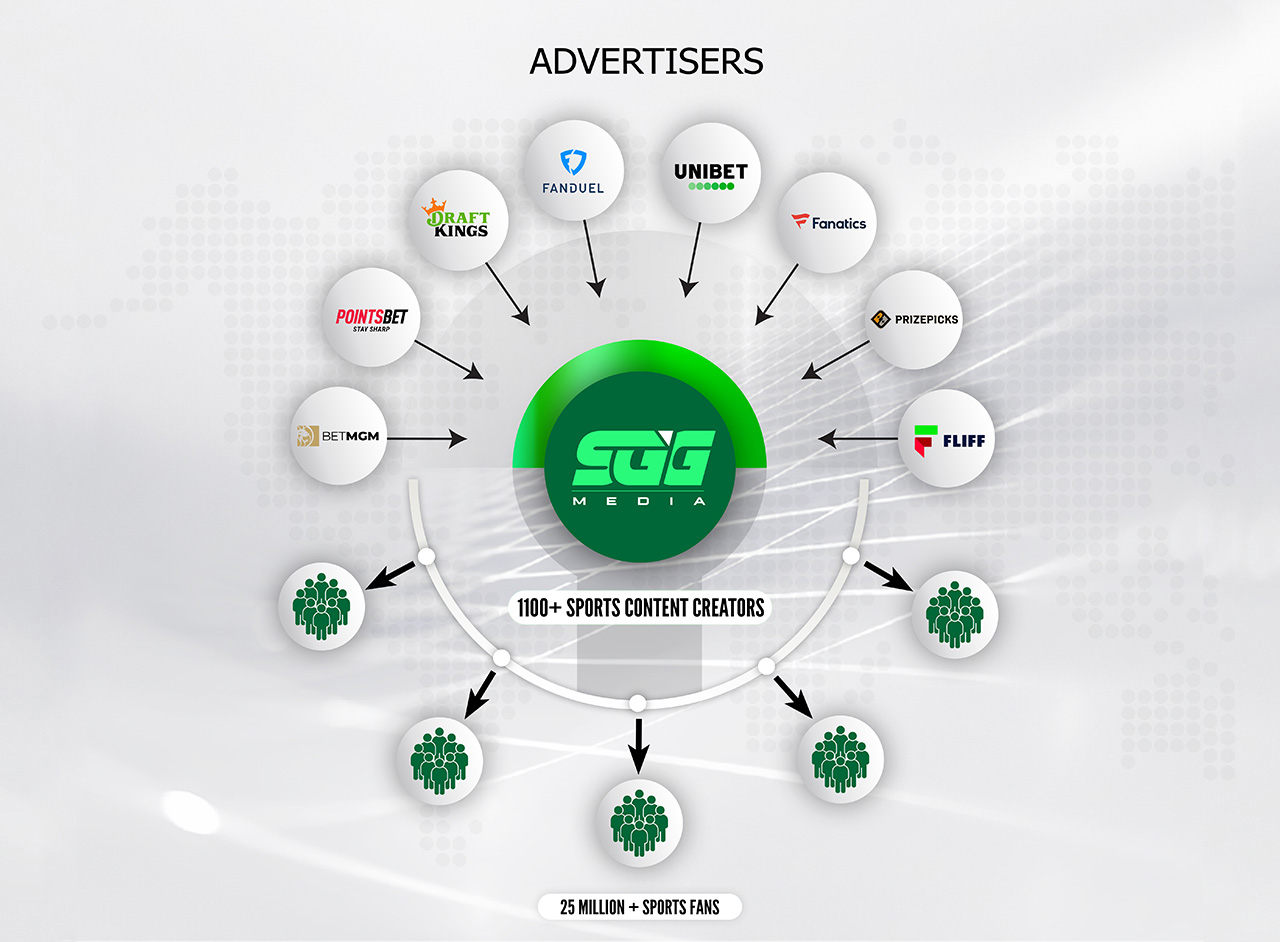 ADVERTISERS
FANDUEL
UNIBET
DRAFT
KINGS
Fanatics
POINTSBET
STAY SHARP
PRIZEPICKS
BETMGM
FLIFF
SGG
MEDIA
1100+ SPORTS CONTENT CREATORS
25 MILLION + SPORTS FANS